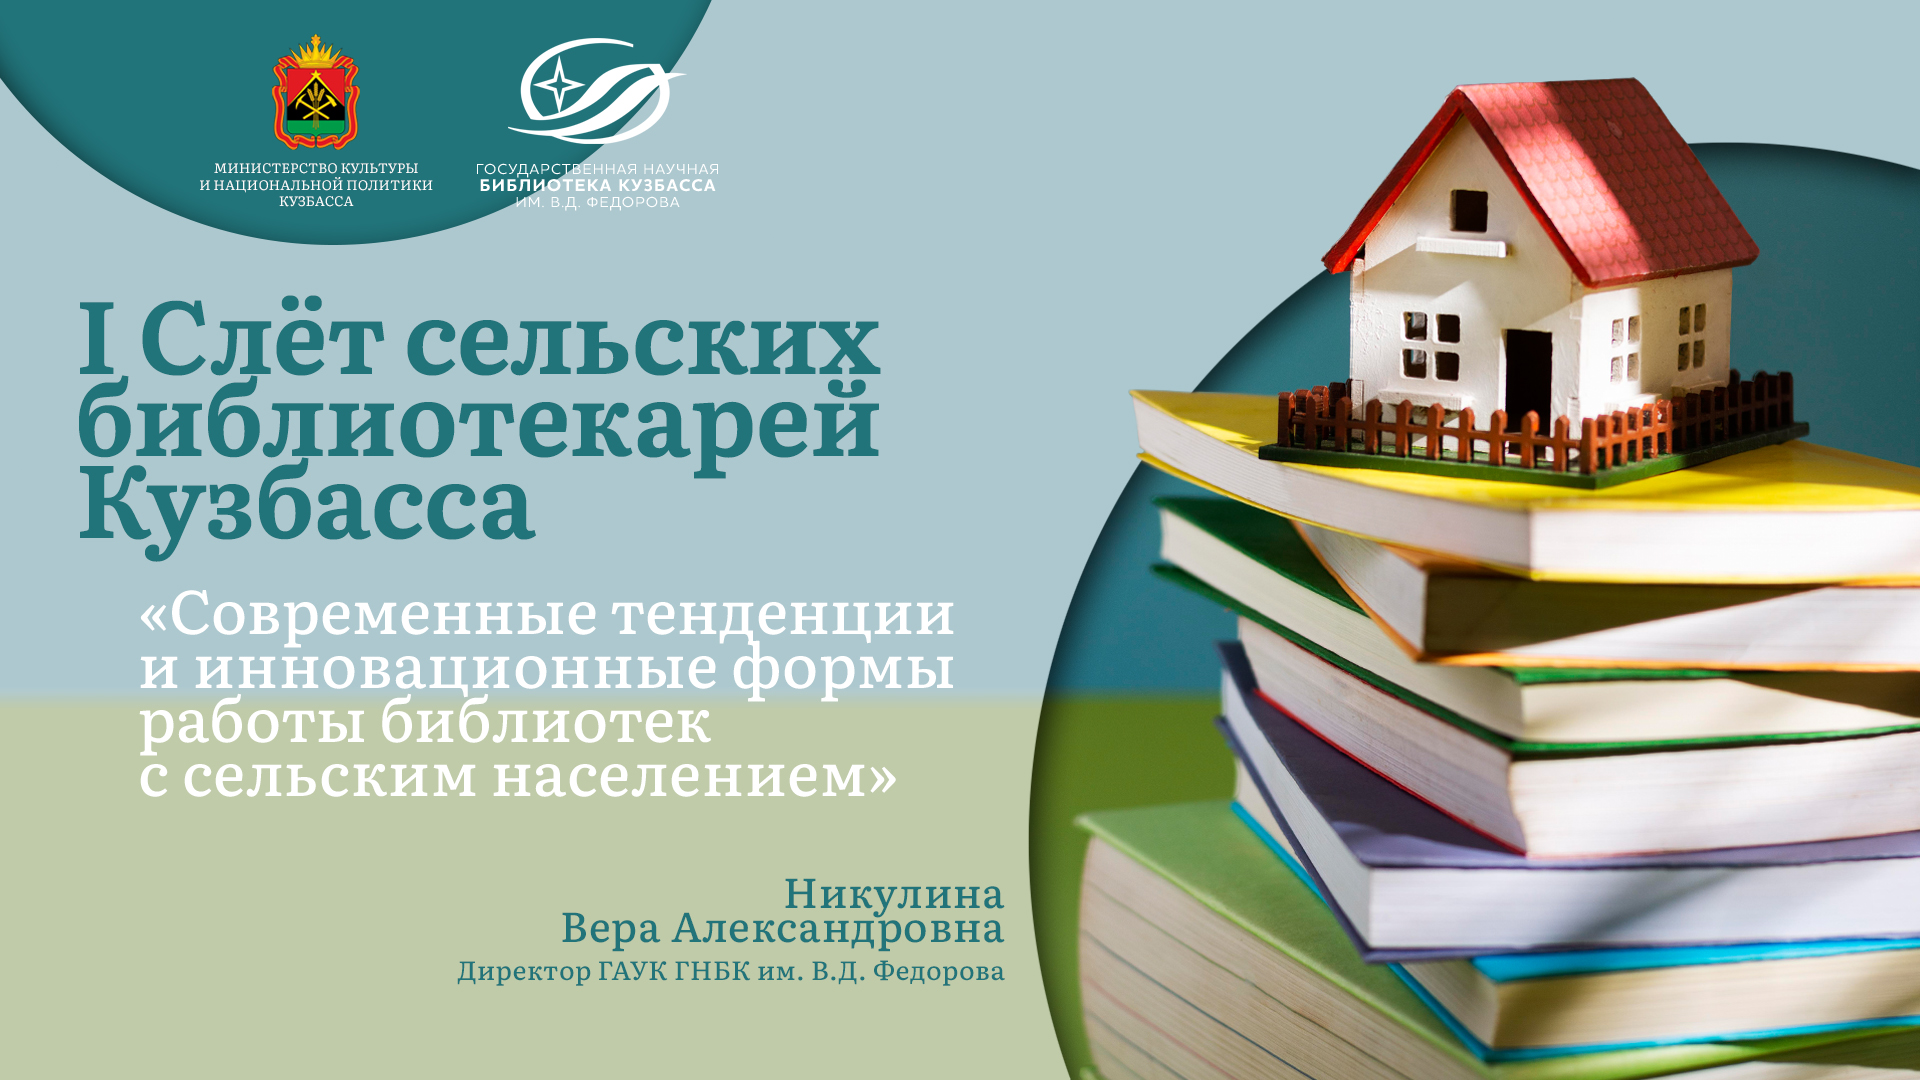 МИНИСТЕРСТВО КУЛЬТУРЫ
И НАЦИОНАЛЬНОЙ ПОЛИТИКИ
КУЗБАССА
ГОСУДАРСТВЕННАЯ НАУЧНАЯ
БИБЛИОТЕКА КУЗБАССА
ИМ. В.Д. ФЕДОРОВА
I Слёт сельских
библиотекарей
Кузбасса
«Современные тенденции
и инновационные формы
работы библиотек
с сельским населением»
Никулина
Вера Александровна
Директор ГАУК ГНБК им. В.Д. Федорова